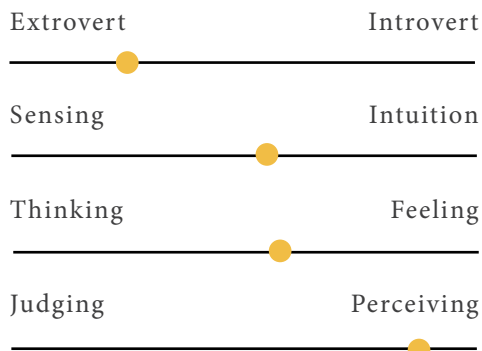 Extrovert Introvert
Sensing Intuition
Thinking Feeling
Judging Perceiving